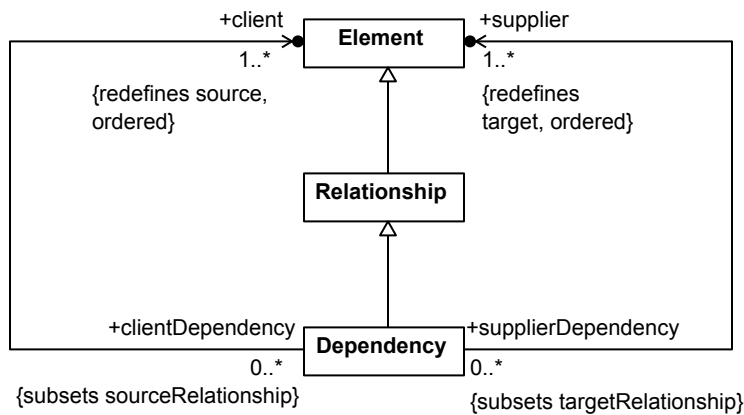 +client
Element
+supplier
1..*
1..*
{redefines source,
ordered}
{redefines
target, ordered}
Relationship
+clientDependency
Dependency
+supplierDependency
0..*
0..*
{subsets sourceRelationship}
{subsets targetRelationship}